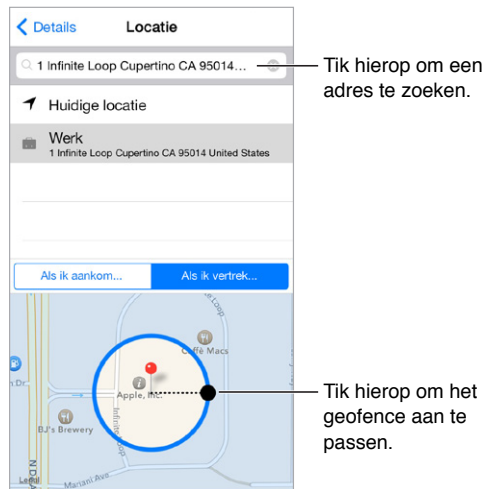 Details
Locatie
1 Infinite Loop Cupertino CA 95014...
Tik hierop om een
adres te zoeken.
Huidige locatie
Werk
1 Infinite Loop Cupertino CA 95014 United States
Als ik aankom...
Als ik vertrek...
Loop
Caffè Macs
Apple, Inc.
Infinite Loop
BJ's Brewery
Mariani Ave
Legal
Tik hierop om het
geofence aan te
passen.